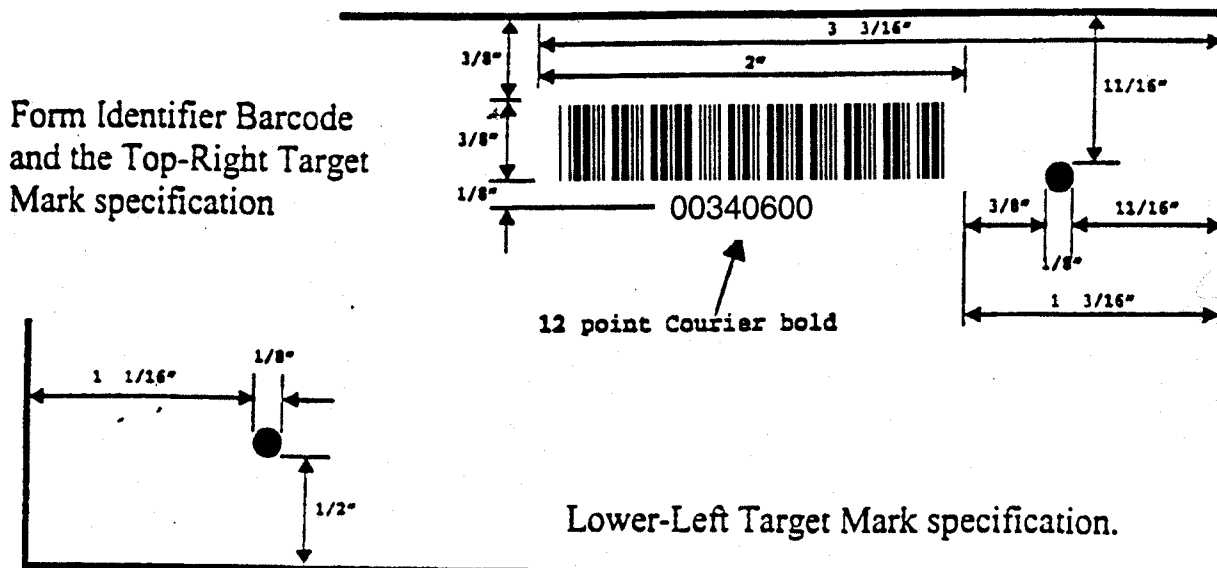 3 3/16"
3/8"
2"
11/16"
Form Identifier Barcode
and the Top-Right Target
Mark specification
3/8"
1/8"
00340600
3/8"
11/16"
1/8"
1 3/16"
12 point Courier bold
1/8"
1 1/16"
1/2"
Lower-Left Target Mark specification.